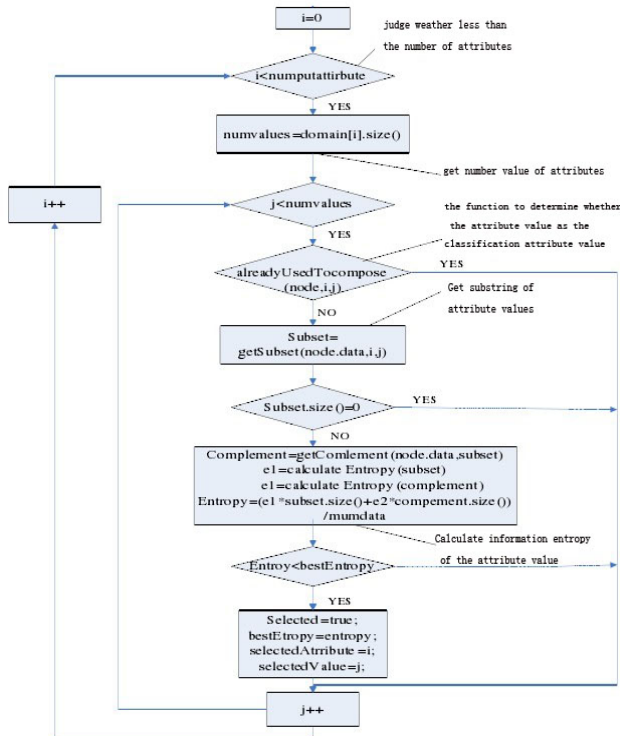 i=0
judge weather less than
the number of attributes
i<numputattirbute
YES
numvalues=domain[i].size()
get number value of attributes
i++
j<numvalues
the function to determine whether
the attribute value as the
classification attribute value
YES
alreadyUsedTocompose
(node,i,j)
YES
Get substring of
attribute values
NO
Subset=
getSubset(node.data,i,j)
Subset.size()=0
YES
NO
Complement=getComlement(node.data,subset)
e1=calculate Entropy(subset)
e1=calculate Entropy(complement)
Entropy=(e1*subset.size()+e2*compement.size())
/mumdata
Calculate information entropy
of the attribute value
Entroy<bestEntropy
YES
Selected=true;
bestEtropy=entropy;
selectedAtrribute=i;
selectedValue=j;
j++